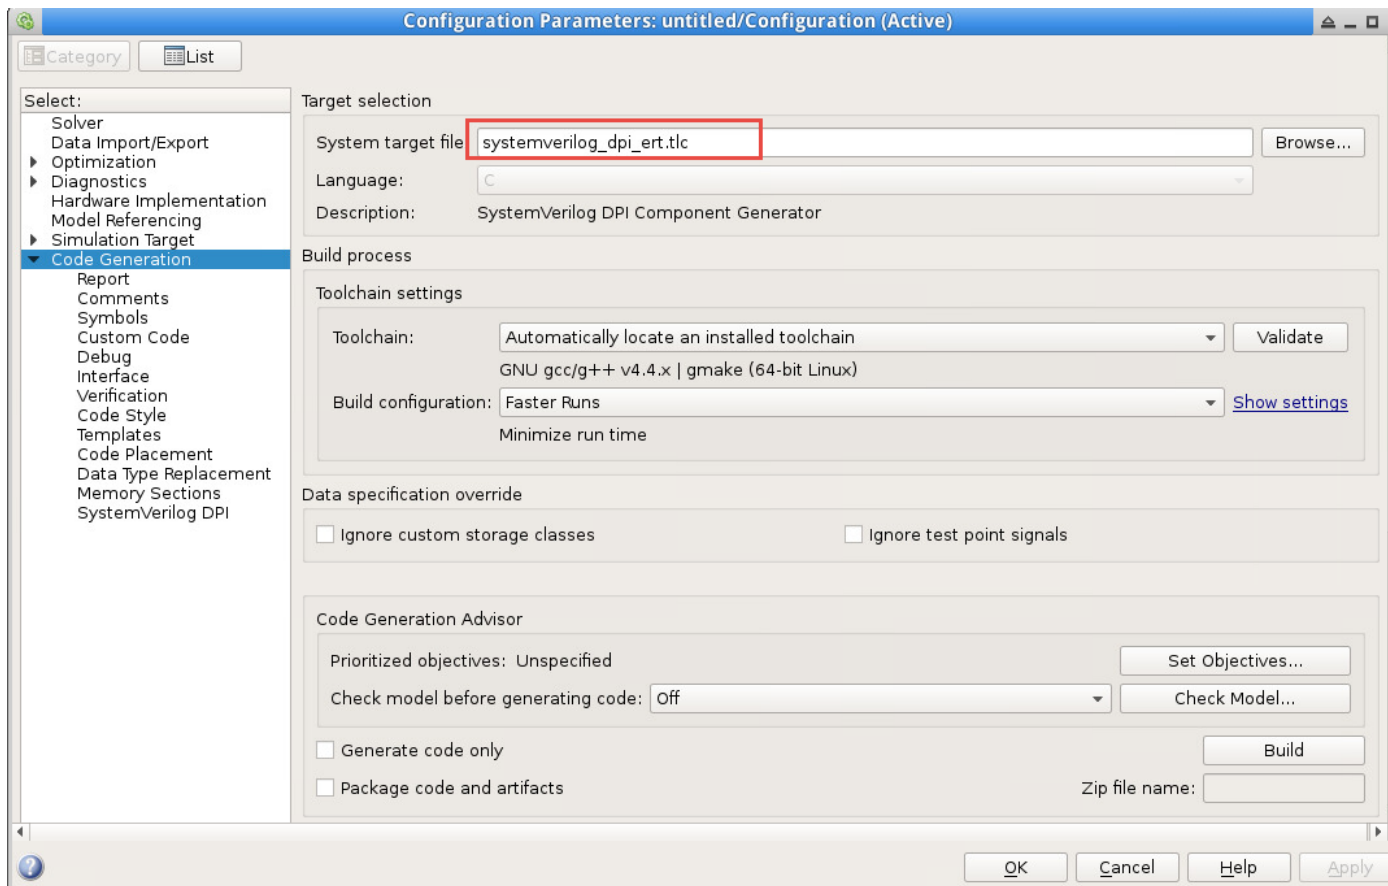 Configuration Parameters: untitled/Configuration (Active)
Category List
Select:
Solver
Data Import/Export
Optimization
Diagnostics
Hardware Implementation
Model Referencing
Simulation Target
Code Generation
Report
Comments
Symbols
Custom Code
Debug
Interface
Verification
Code Style
Templates
Code Placement
Data Type Replacement
Memory Sections
SystemVerilog DPI
Target selection
System target file systemverilog_dpi_ert.tlc Browse...
Language: C
Description: SystemVerilog DPI Component Generator
Build process
Toolchain settings
Toolchain: Automatically locate an installed toolchain Validate
GNU gcc/g++ v4.4.x | gmake (64-bit Linux)
Build configuration: Faster Runs Show settings
Minimize run time
Data specification override
Ignore custom storage classes Ignore test point signals
Code Generation Advisor
Prioritized objectives: Unspecified Set Objectives...
Check model before generating code: Off Check Model...
Generate code only Build
Package code and artifacts Zip file name:
? OK Cancel Help Apply